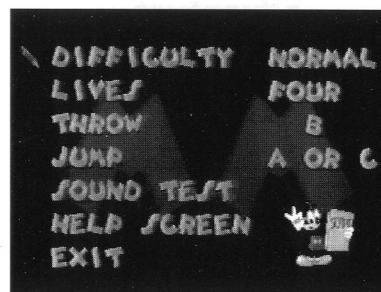 DIFFICULTY NORMAL
LIVES FOUR
THROW B
JUMP A OR C
SOUND TEST
HELP SCREEN
EXIT